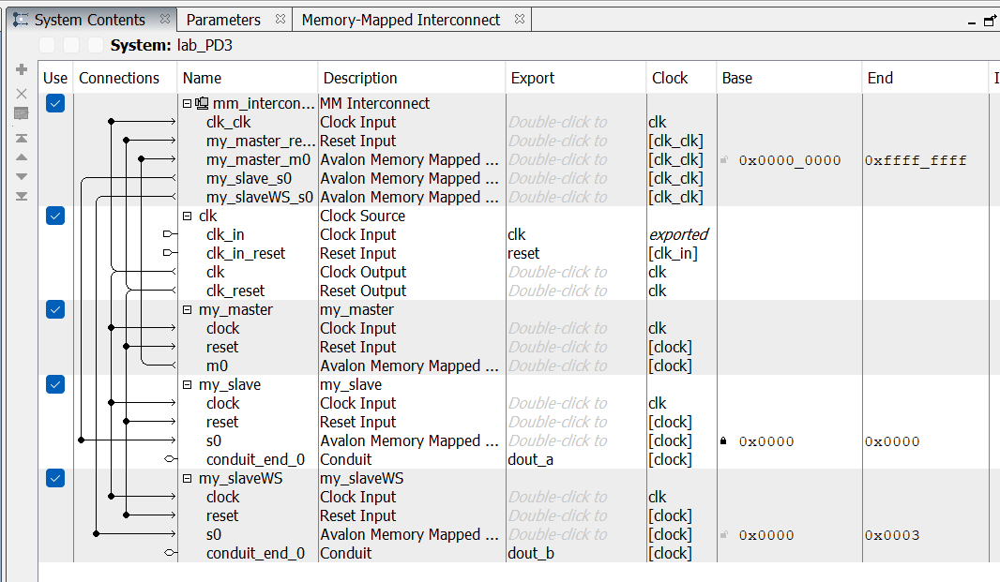 System Contents Parameters Memory-Mapped Interconnect
System: lab_PD3
Use Connections Name Description Export Clock Base End I
mm_intercon... MM Interconnect
clk_clk Clock Input Double-click to clk
my_master_re... Reset Input Double-click to [clk_clk]
my_master_m0 Avalon Memory Mapped ... Double-click to [clk_clk] 0x0000_0000 0xffff_ffff
my_slave_s0 Avalon Memory Mapped ... Double-click to [clk_clk]
my_slaveWS_s0 Avalon Memory Mapped ... Double-click to [clk_clk]
clk Clock Source
clk_in Clock Input clk exported
clk_in_reset Reset Input reset [clk_in]
clk Clock Output Double-click to clk
clk_reset Reset Output Double-click to clk
my_master my_master
clock Clock Input Double-click to clk
reset Reset Input Double-click to [clock]
m0 Avalon Memory Mapped ... Double-click to [clock]
my_slave my_slave
clock Clock Input Double-click to clk
reset Reset Input Double-click to [clock]
s0 Avalon Memory Mapped ... Double-click to [clock] 0x0000 0x0000
conduit_end_0 Conduit dout_a [clock]
my_slaveWS my_slaveWS
clock Clock Input Double-click to clk
reset Reset Input Double-click to [clock]
s0 Avalon Memory Mapped ... Double-click to [clock] 0x0000 0x0003
conduit_end_0 Conduit dout_b [clock]